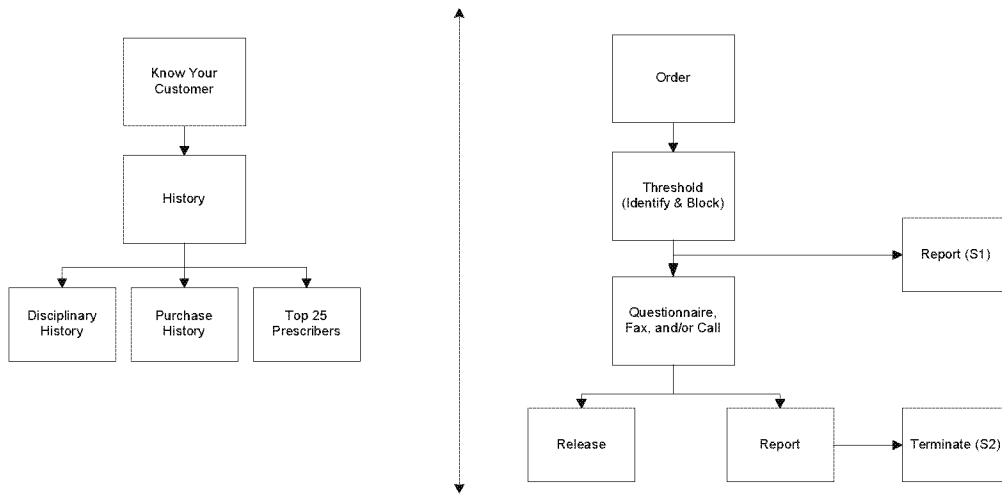 Know Your
Customer
History
Disciplinary
History
Purchase
History
Top 25
Prescribers
Order
Threshold
(Identify & Block)
Report (S1)
Questionnaire,
Fax, and/or Call
Release
Report
Terminate (S2)